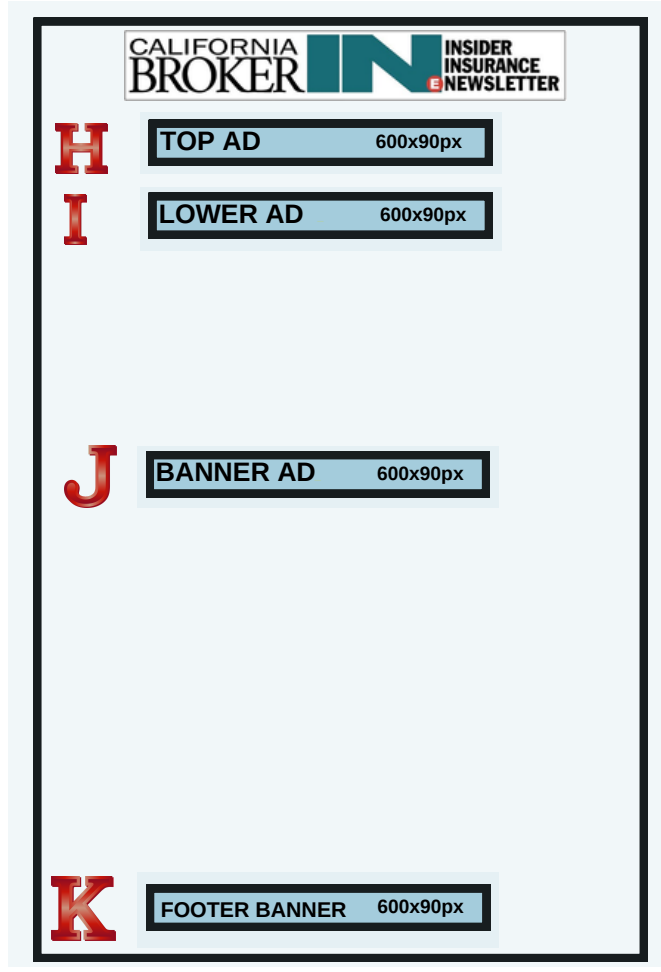 CALIFORNIA
BROKER
IN
INSIDER
INSURANCE
E NEWSLETTER
H
TOP AD 600x90px
I
LOWER AD 600x90px
J
BANNER AD 600x90px
K
FOOTER BANNER 600x90px